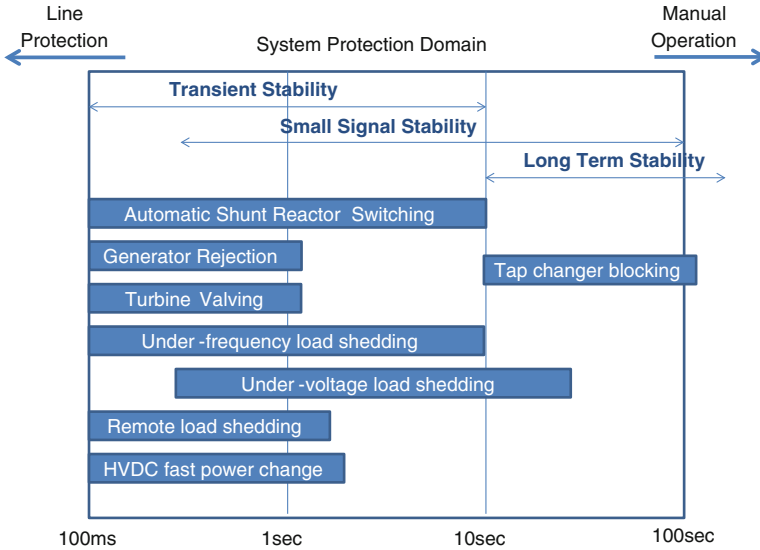 Line
Protection
System Protection Domain
Manual
Operation
Transient Stability
Small Signal Stability
Long Term Stability
Automatic Shunt Reactor Switching
Generator Rejection
Tap changer blocking
Turbine Valving
Under-frequency load shedding
Under-voltage load shedding
Remote load shedding
HVDC fast power change
100ms
1sec
10sec
100sec